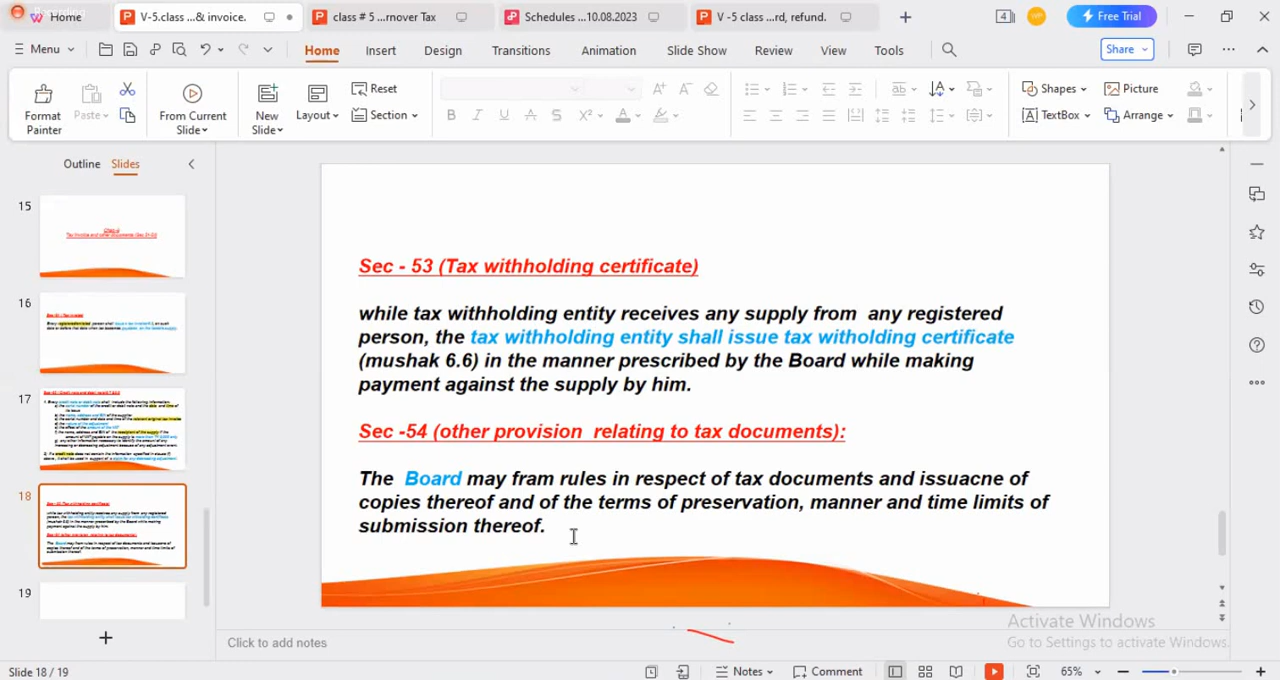 Home V-5.class ...& invoice. class # 5 ...rnover Tax Schedules ...10.08.2023 V -5 class ...rd, refund. 4 Free Trial
Menu Home Insert Design Transitions Animation Slide Show Review View Tools Share
Reset
Picture
Shapes
Format Painter Paste From Current Slide New Slide Layout Section
B I U A S X² A TextBox Arrange
Outline Slides
15
16
17
18
19
Sec - 53 (Tax withholding certificate)
while tax withholding entity receives any supply from any registered
person, the tax withholding entity shall issue tax witholding certificate
(mushak 6.6) in the manner prescribed by the Board while making
payment against the supply by him.
Sec -54 (other provision relating to tax documents):
The Board may fram rules in respect of tax documents and issuacne of
copies thereof and of the terms of preservation, manner and time limits of
submission thereof.
Activate Windows
Go to Settings to activate Windows.
Click to add notes
Slide 18 / 19 Notes Comment 65%